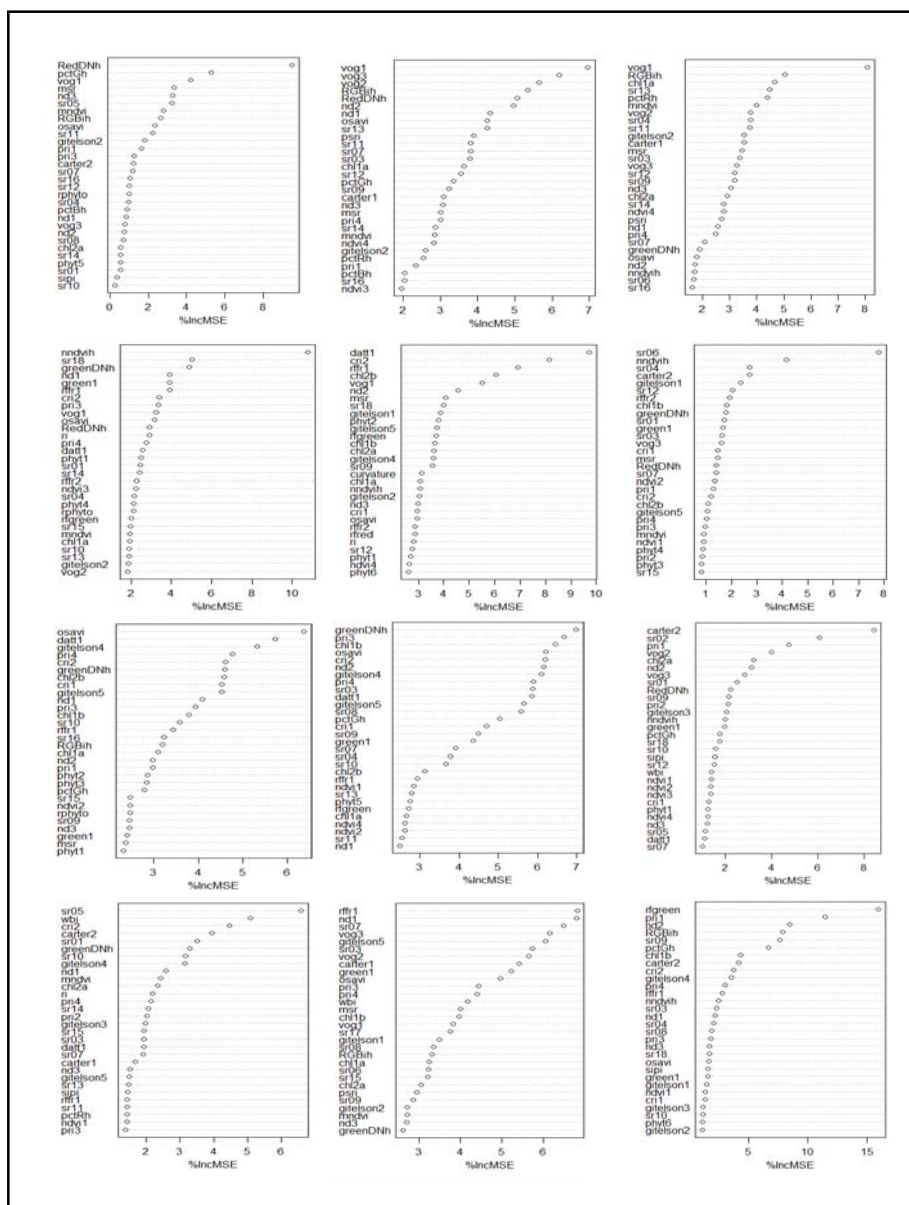 RedDNh
pctGh
vog1
msr
nd3
sr05
mndvi
RGBih
osavi
sr11
gitelson2
pri1
pri3
carter2
sr07
sr16
sr12
rphyto
sr04
pctBh
nd1
vog3
nd2
sr08
chl2a
sr14
phyt5
sr01
sipi
sr10
0 2 4 6 8
%IncMSE
vog1
vog3
vog2
RGBih
RedDNh
nd2
nd1
osavi
sr13
psri
sr11
sr07
sr03
chl1a
sr12
pctGh
sr09
carter1
nd3
msr
pri4
sr14
mndvi
ndvi4
gitelson2
pctRh
pri1
pctBh
sr16
ndvi3
2 3 4 5 6 7
%IncMSE
vog1
RGBih
chl1a
sr13
pctRh
mndvi
vog2
sr04
sr11
gitelson2
carter1
msr
sr03
vog3
sr12
sr09
nd3
chl2a
sr14
ndvi4
psri
nd1
pri4
sr07
greenDNh
osavi
nd2
nndvih
sr06
sr16
2 3 4 5 6 7 8
%IncMSE
nndvih
sr18
greenDNh
nd1
green1
rffr1
cri2
pri3
vog1
osavi
RedDNh
ri
pri4
datt1
phyt1
sr01
sr14
rffr2
ndvi3
sr04
phyt4
rphyto
rfgreen
sr15
mndvi
chl1a
sr10
sr13
gitelson2
vog2
2 4 6 8 10
%IncMSE
datt1
cri2
rffr1
chl2b
vog1
nd2
msr
sr18
gitelson1
phyt2
gitelson5
rfgreen
chl1b
chl2a
gitelson4
sr09
curvature
chl1a
nndvih
gitelson2
nd3
cri1
osavi
rffr2
rfred
ri
sr12
phyt1
ndvi4
phyt6
3 4 5 6 7 8 9 10
%IncMSE
sr06
nndvih
sr04
carter2
gitelson1
sr12
rffr2
chl1b
greenDNh
sr01
green1
sr03
vog3
cri1
msr
RedDNh
sr07
ndvi2
pri1
cri2
chl2b
gitelson5
pri4
pri3
mndvi
ndvi1
phyt4
pri2
phyt3
sr15
1 2 3 4 5 6 7 8
%IncMSE
osavi
datt1
gitelson4
pri4
cri2
greenDNh
chl2b
cri1
gitelson5
nd1
pri3
chl1b
sr10
rffr1
sr16
RGBih
chl1a
nd2
pri1
phyt2
phyt3
pctGh
sr15
ndvi2
rphyto
sr09
nd3
green1
msr
phyt1
3 4 5 6
%IncMSE
greenDNh
pri3
chl1b
osavi
cri2
nd2
gitelson4
pri4
sr03
datt1
gitelson5
sr08
pctGh
cri1
sr09
green1
sr07
sr04
sr10
chl2b
rffr1
ndvi1
sr13
phyt5
rfgreen
chl1a
ndvi4
ndvi2
sr11
nd1
3 4 5 6 7
%IncMSE
carter2
sr02
pri1
vog2
chl2a
nd2
vog3
sr01
RedDNh
sr09
pri2
gitelson3
nndvih
green1
pctGh
sr18
sr10
sipi
sr12
wbi
ndvi1
ndvi2
ndvi3
cri1
phyt1
ndvi4
nd3
sr05
datt1
sr07
2 4 6 8
%IncMSE
sr05
wbi
cri2
carter2
sr01
greenDNh
sr10
gitelson4
nd1
mndvi
chl2a
ri
pri4
sr14
pri2
gitelson3
sr15
sr03
datt1
sr07
carter1
nd3
gitelson5
sr13
sipi
rffr1
sr11
pctRh
ndvi1
pri3
2 3 4 5 6
%IncMSE
rffr1
nd1
sr07
vog3
gitelson5
sr03
vog2
carter1
green1
osavi
pri3
pri4
wbi
msr
chl1b
vog1
sr17
gitelson1
sr08
RGBih
chl1a
sr06
sr15
chl2a
psri
sr09
gitelson2
mndvi
nd3
greenDNh
3 4 5 6
%IncMSE
rfgreen
pri1
nd2
RGBih
sr09
pctGh
chl1b
carter2
cri2
gitelson4
pri4
rffr1
nndvih
sr03
nd1
sr04
sr08
pri3
nd3
sr18
osavi
sipi
green1
gitelson1
ndvi1
cri1
gitelson3
sr10
phyt6
gitelson2
5 10 15
%IncMSE